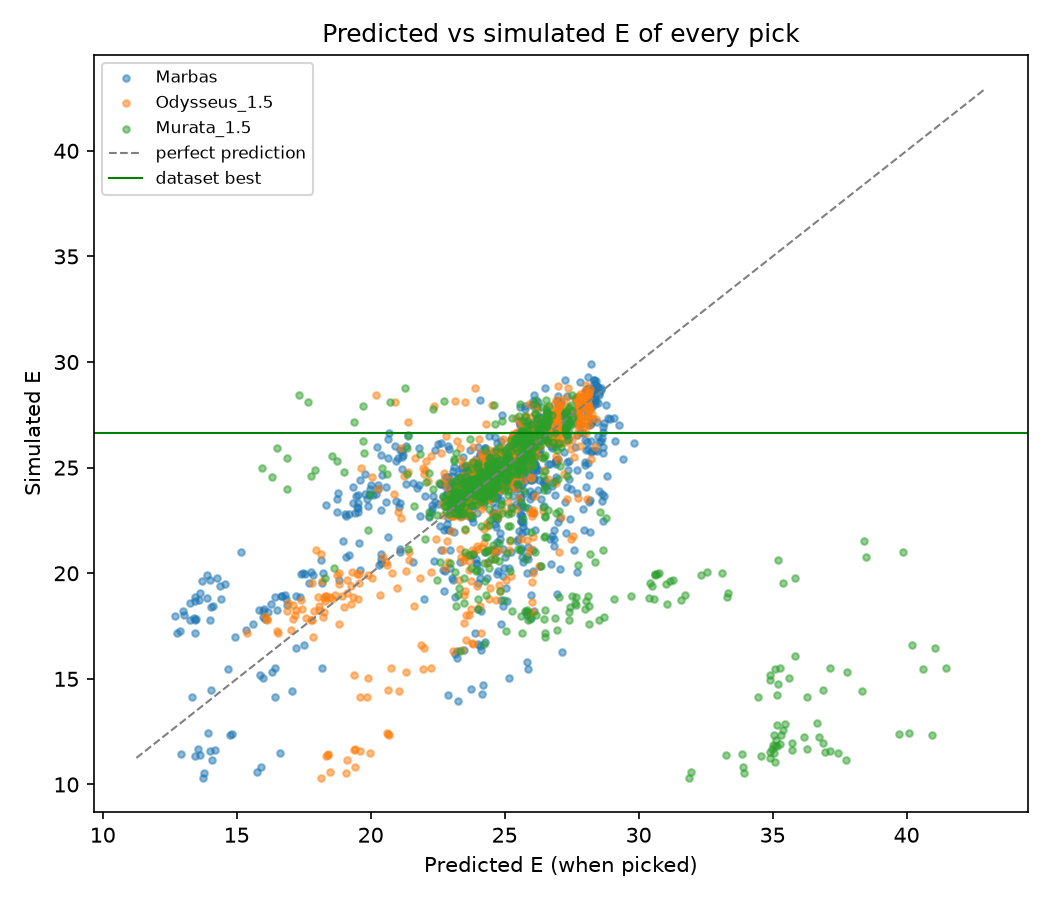 Predicted vs simulated E of every pick
Marbas
Odysseus_1.5
Murata_1.5
perfect prediction
dataset best
Simulated E
40
35
30
25
20
15
10
10 15 20 25 30 35 40
Predicted E (when picked)